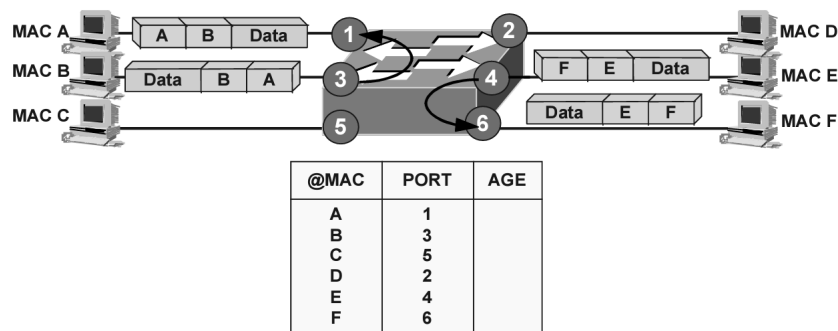 MAC A A B Data 1 2 MAC D
MAC B Data B A 3 4 F E Data MAC E
MAC C 5 6 Data E F MAC F
@MAC PORT AGE
A 1
B 3
C 5
D 2
E 4
F 6